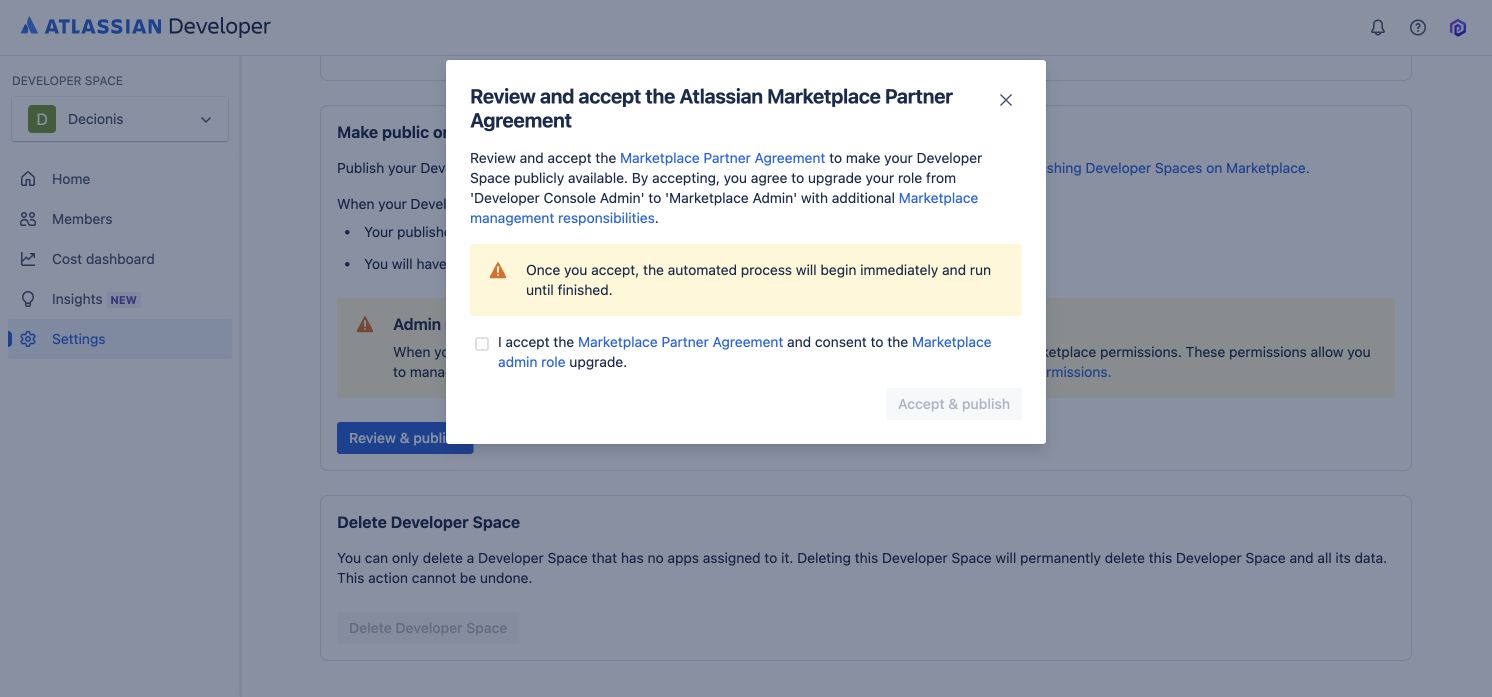 ATLASSIAN Developer
DEVELOPER SPACE
D
Decionis
Home
Members
Cost dashboard
Insights NEW
Settings
Make public on
Publish your Dev
shing Developer Spaces on Marketplace.
When your Devel
Your publishe
You will have
Admin
When yo
ketplace permissions. These permissions allow you
to mana
rmissions.
Review & publi
Review and accept the Atlassian Marketplace Partner
Agreement
Review and accept the Marketplace Partner Agreement to make your Developer
Space publicly available. By accepting, you agree to upgrade your role from
'Developer Console Admin' to 'Marketplace Admin' with additional Marketplace
management responsibilities.
Once you accept, the automated process will begin immediately and run
until finished.
I accept the Marketplace Partner Agreement and consent to the Marketplace
admin role upgrade.
Accept & publish
Delete Developer Space
You can only delete a Developer Space that has no apps assigned to it. Deleting this Developer Space will permanently delete this Developer Space and all its data.
This action cannot be undone.
Delete Developer Space